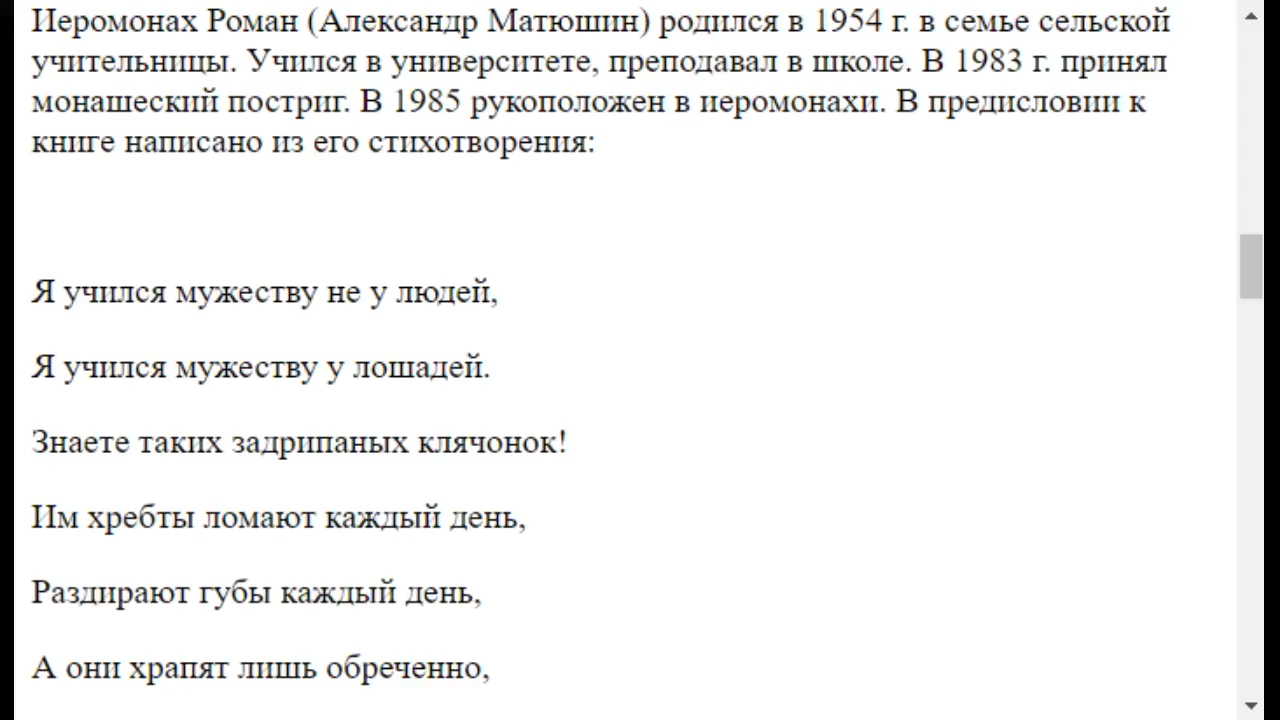 Иеромонах Роман (Александр Матюшин) родился в 1954 г. в семье сельской
учительницы. Учился в университете, преподавал в школе. В 1983 г. принял
монашеский постриг. В 1985 рукоположен в иеромонахи. В предисловии к
книге написано из его стихотворения:
Я учился мужеству не у людей,
Я учился мужеству у лошадей.
Знаете таких задрипаных клячонок!
Им хребты ломают каждый день,
Раздирают губы каждый день,
А они храпят лишь обреченно,